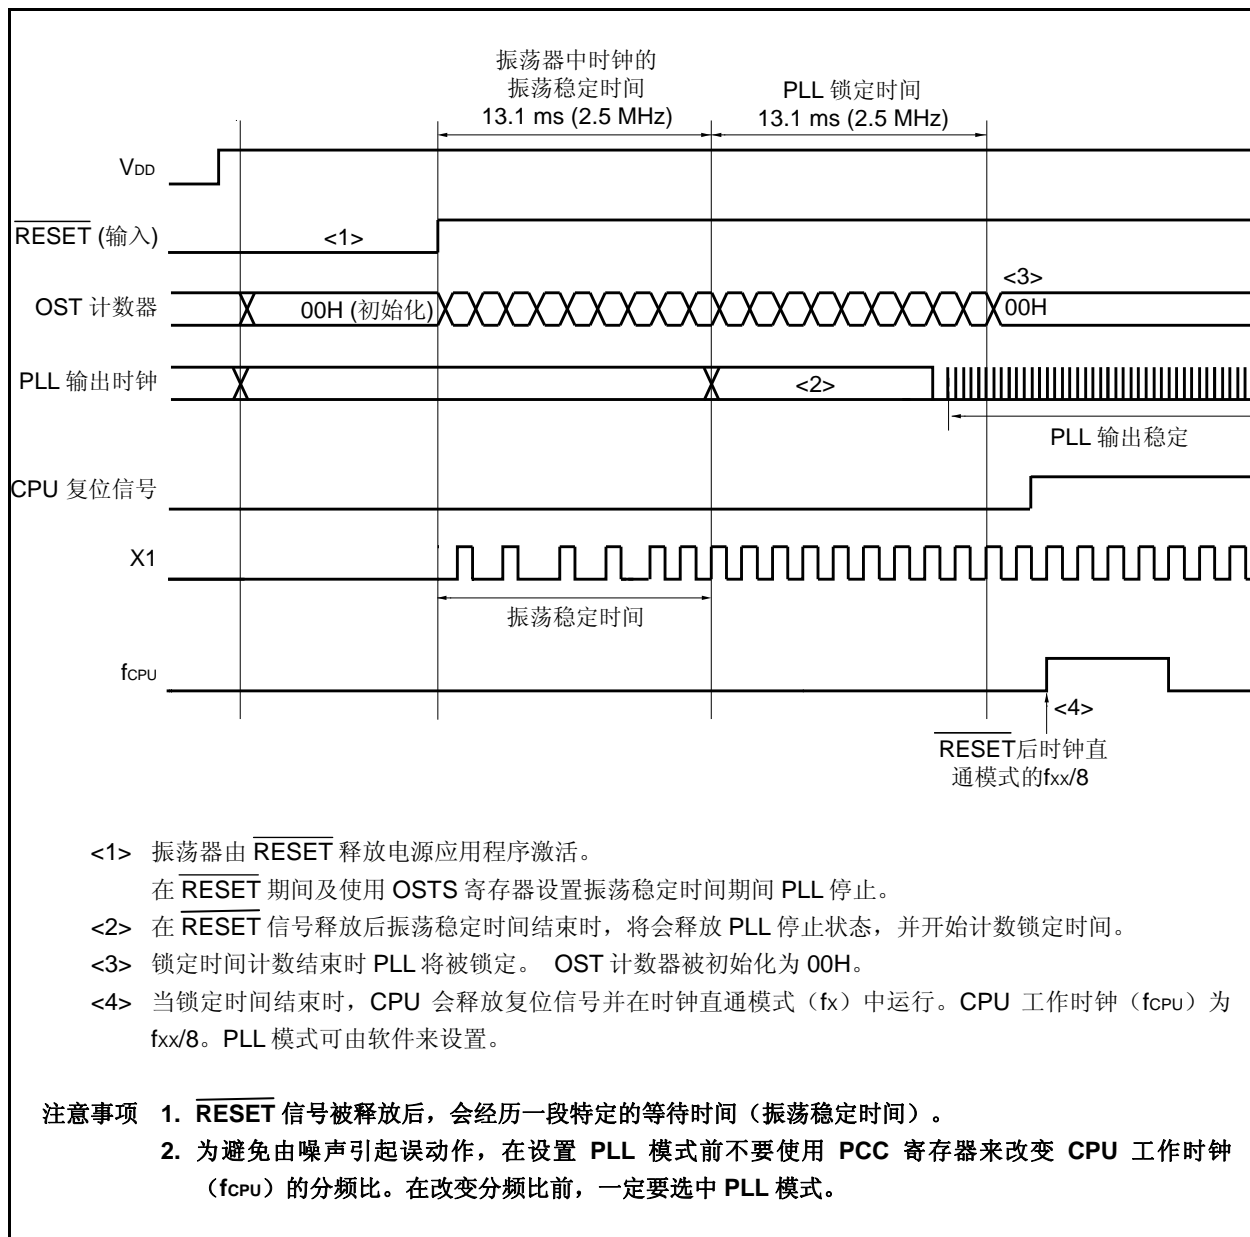 振荡器中时钟的
振荡稳定时间
13.1 ms (2.5 MHz)
PLL 锁定时间
13.1 ms (2.5 MHz)
VDD
RESET (输入)
<1>
OST 计数器
00H (初始化)
<3>
00H
PLL 输出时钟
<2>
PLL 输出稳定
CPU 复位信号
X1
振荡稳定时间
fCPU
<4>
RESET后时钟直
通模式的fxx/8
<1> 振荡器由 RESET 释放电源应用程序激活。
在 RESET 期间及使用 OSTS 寄存器设置振荡稳定时间期间 PLL 停止。
<2> 在 RESET 信号释放后振荡稳定时间结束时，将会释放 PLL 停止状态，并开始计数锁定时间。
<3> 锁定时间计数结束时 PLL 将被锁定。 OST 计数器被初始化为 00H。
<4> 当锁定时间结束时，CPU 会释放复位信号并在时钟直通模式（fx）中运行。CPU 工作时钟（fCPU）为
fxx/8。PLL 模式可由软件来设置。
注意事项 1. RESET 信号被释放后，会经历一段特定的等待时间（振荡稳定时间）。
2. 为避免由噪声引起误动作，在设置 PLL 模式前不要使用 PCC 寄存器来改变 CPU 工作时钟
（fCPU）的分频比。在改变分频比前，一定要选中 PLL 模式。